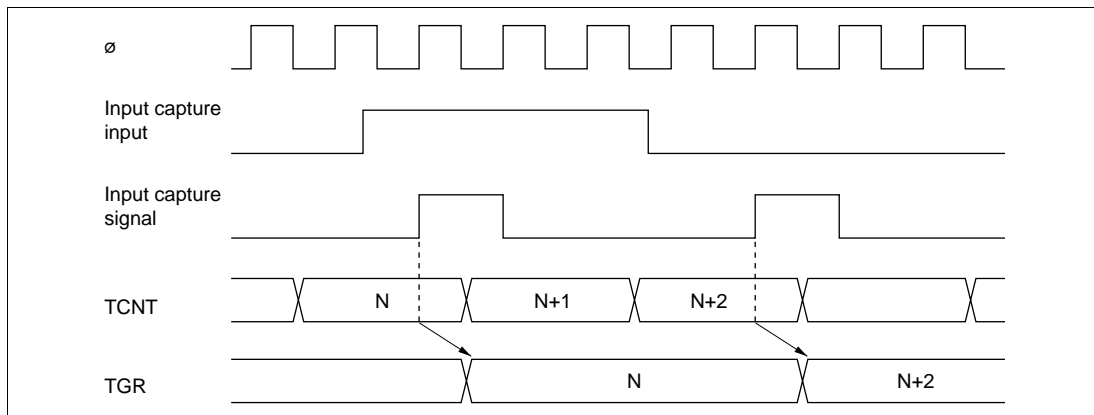 ø
Input capture
input
Input capture
signal
TCNT N N+1 N+2
TGR N N+2